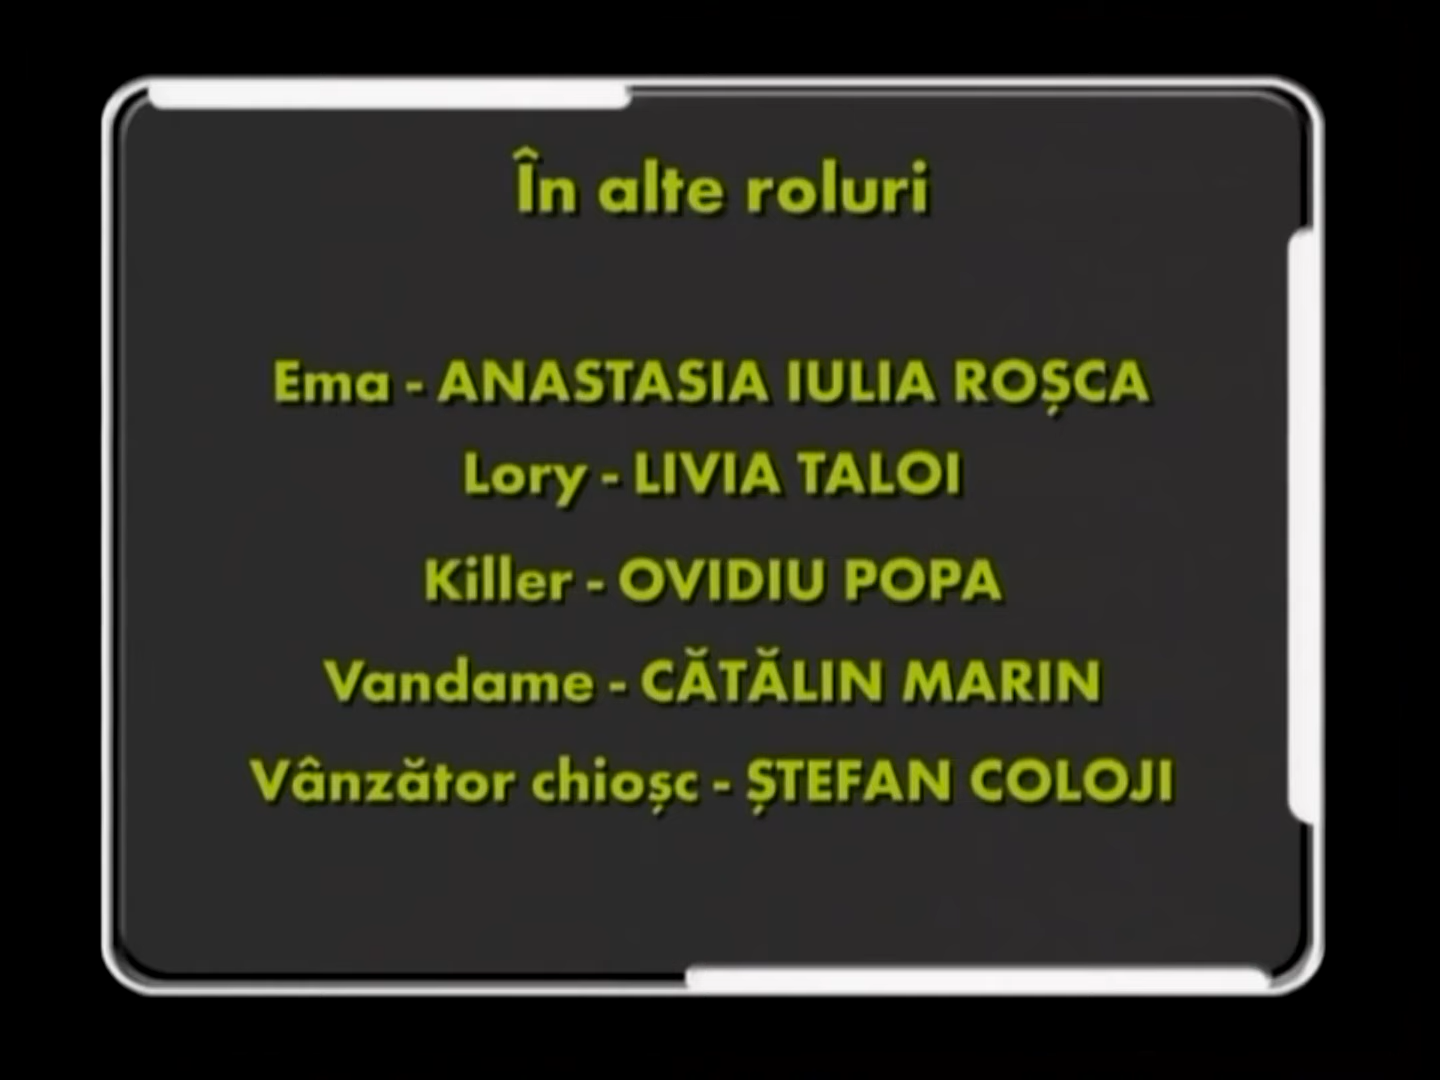 În alte roluri
Ema - ANASTASIA IULIA ROȘCA
Lory - LIVIA TALOI
Killer - OVIDIU POPA
Vandame - CĂTĂLIN MARIN
Vânzător chioșc - ȘTEFAN COLOJI